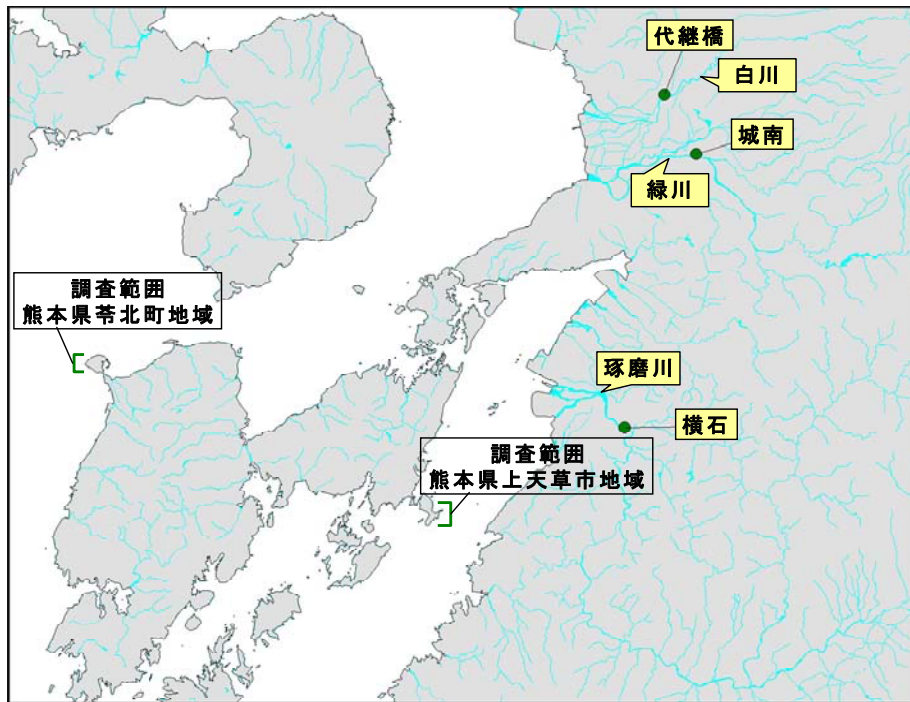 代継橋
白川
城南
緑川
調査範囲
熊本県苓北町地域
琢磨川
横石
調査範囲
熊本県上天草市地域